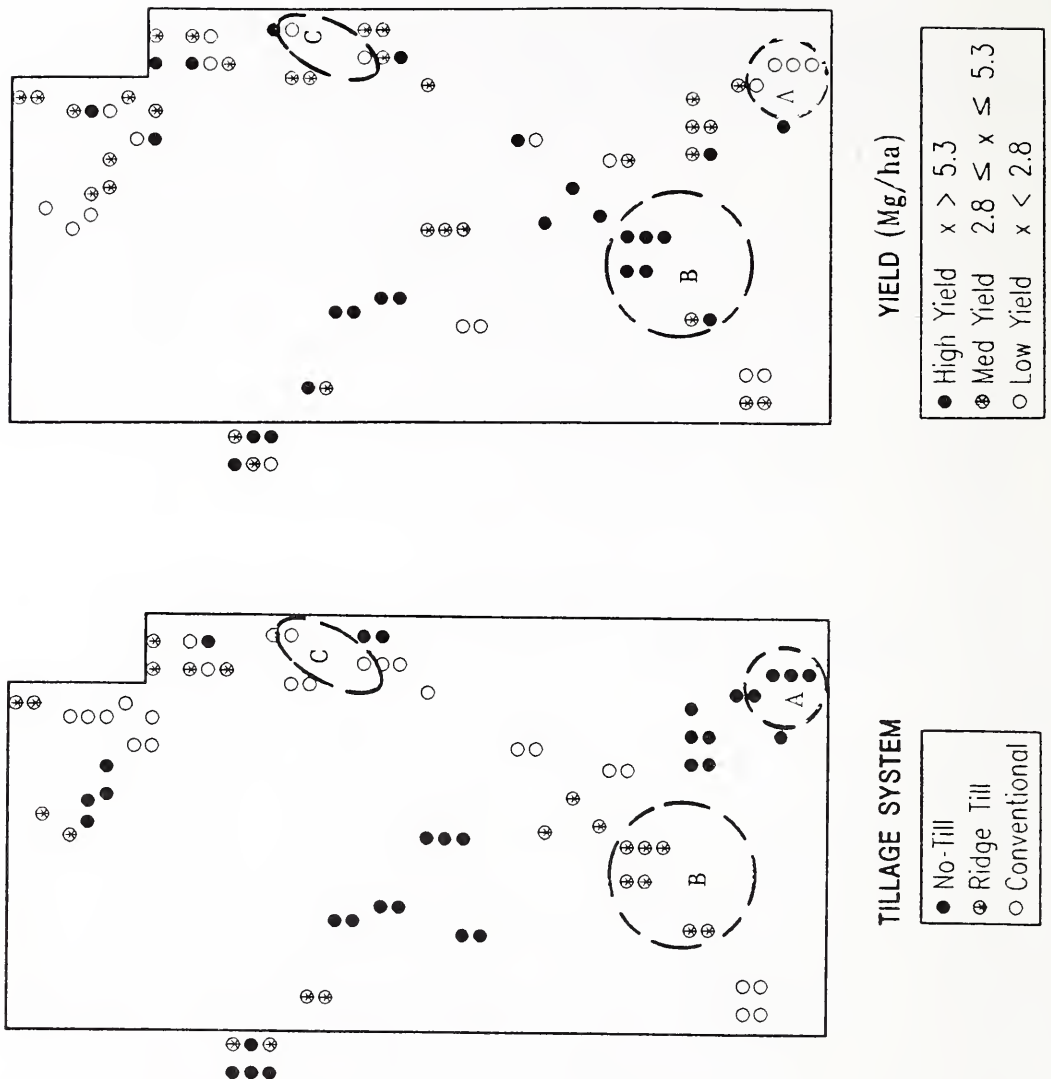 C
A
B
YIELD (Mg/ha)
High Yield x > 5.3
Med Yield 2.8 ≤ x ≤ 5.3
Low Yield x < 2.8
C
A
B
TILLAGE SYSTEM
No-Till
Ridge Till
Conventional